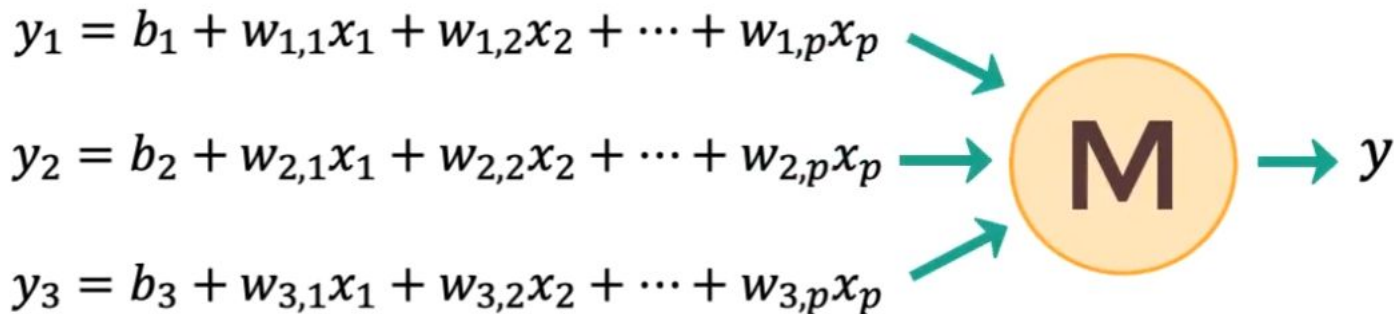 y₁ = b₁ + w₁,₁x₁ + w₁,₂x₂ + ⋯ + w₁,ₚxₚ
y₂ = b₂ + w₂,₁x₁ + w₂,₂x₂ + ⋯ + w₂,ₚxₚ
M
y
y₃ = b₃ + w₃,₁x₁ + w₃,₂x₂ + ⋯ + w₃,ₚxₚ